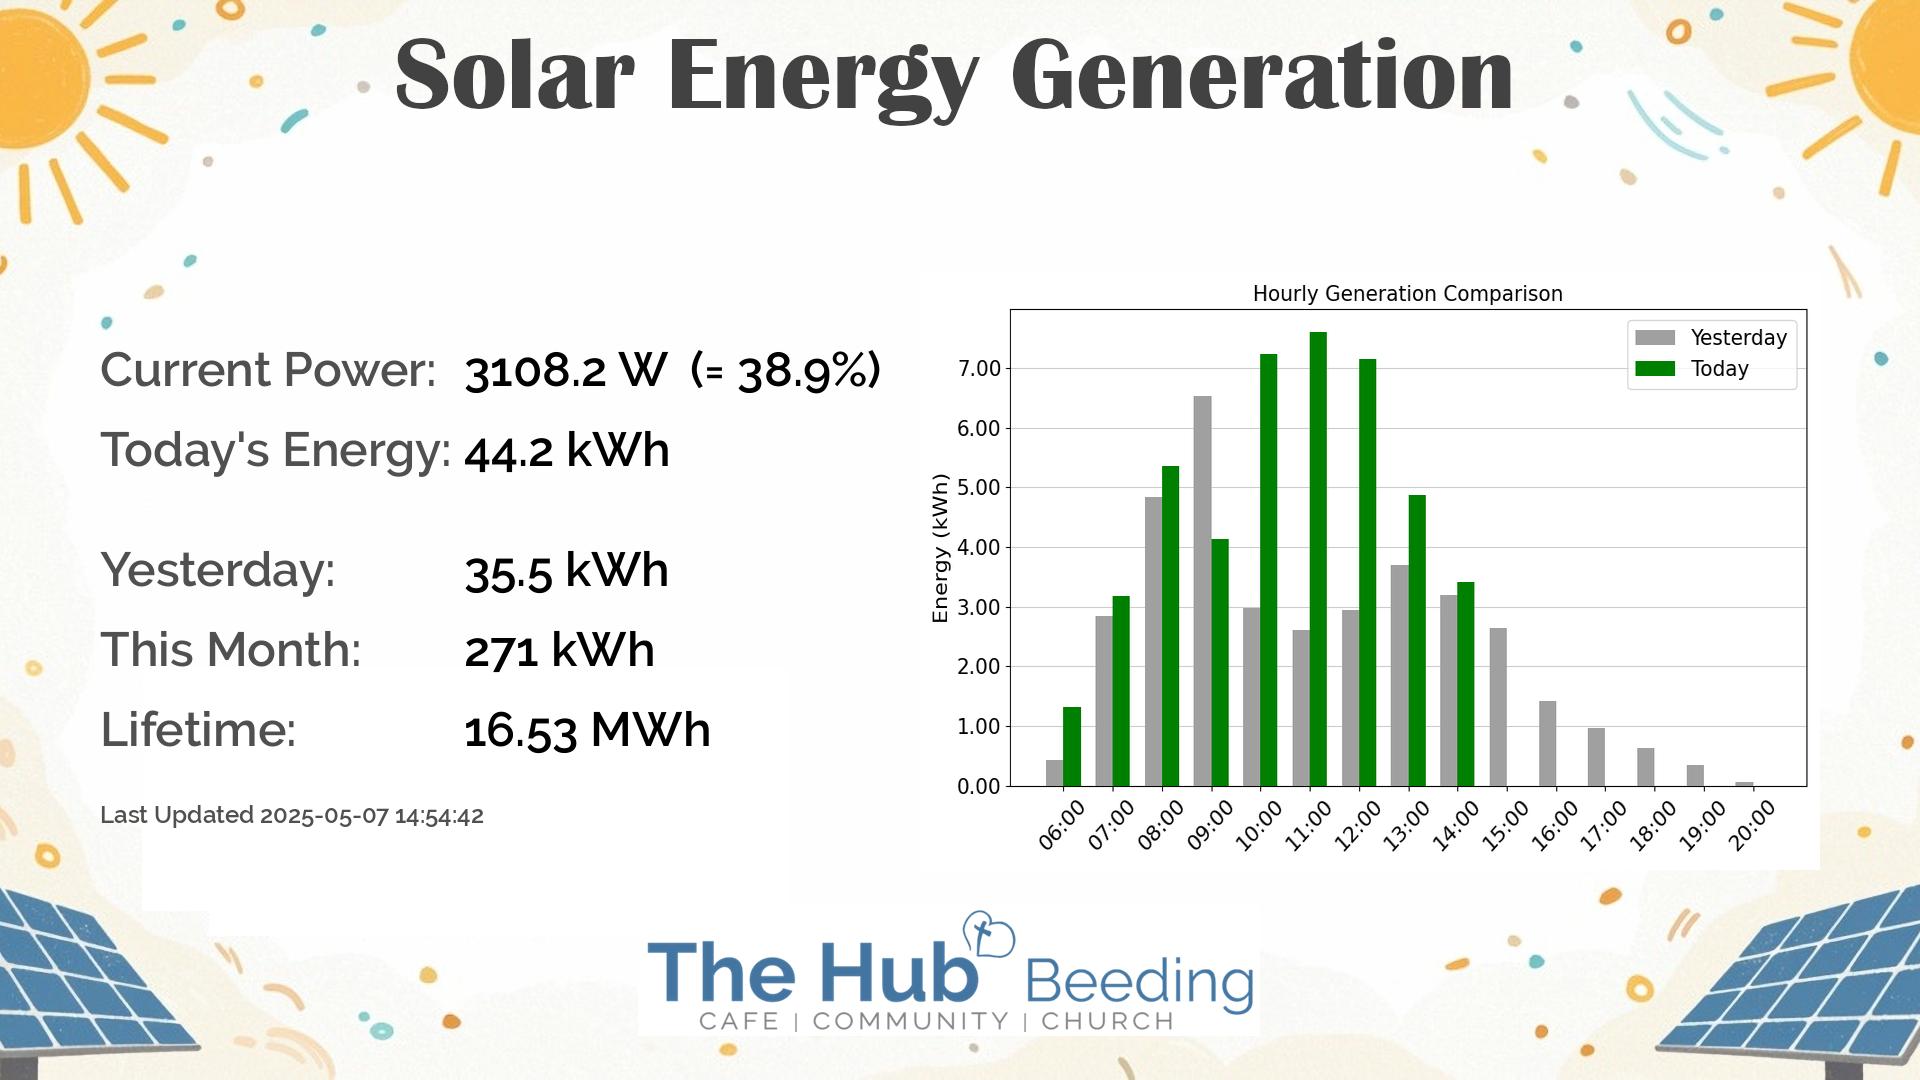 Solar Energy Generation
Current Power: 3108.2 W (= 38.9%)
Today's Energy: 44.2 kWh
Yesterday: 35.5 kWh
This Month: 271 kWh
Lifetime: 16.53 MWh
Last Updated 2025-05-07 14:54:42
Hourly Generation Comparison
Yesterday
Today
Energy (kWh)
7.00
6.00
5.00
4.00
3.00
2.00
1.00
0.00
06:00 07:00 08:00 09:00 10:00 11:00 12:00 13:00 14:00 15:00 16:00 17:00 18:00 19:00 20:00
The Hub Beeding
CAFE | COMMUNITY | CHURCH